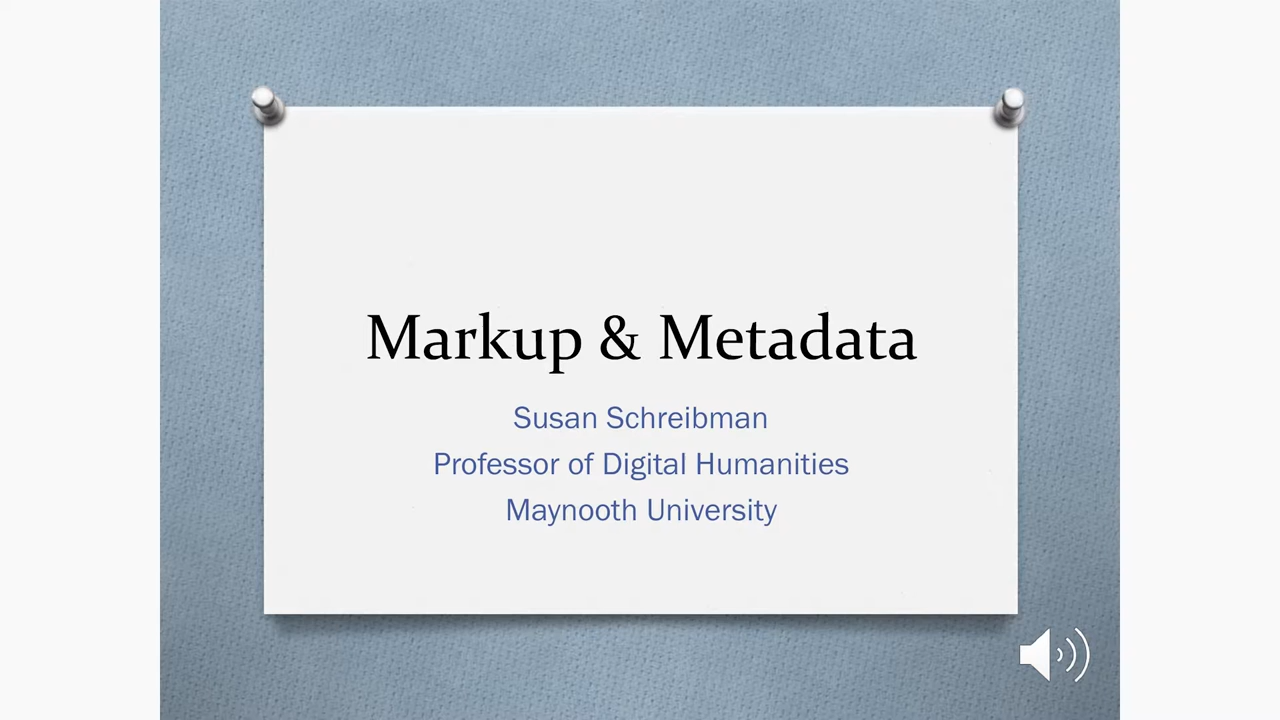 Markup & Metadata
Susan Schreibman
Professor of Digital Humanities
Maynooth University